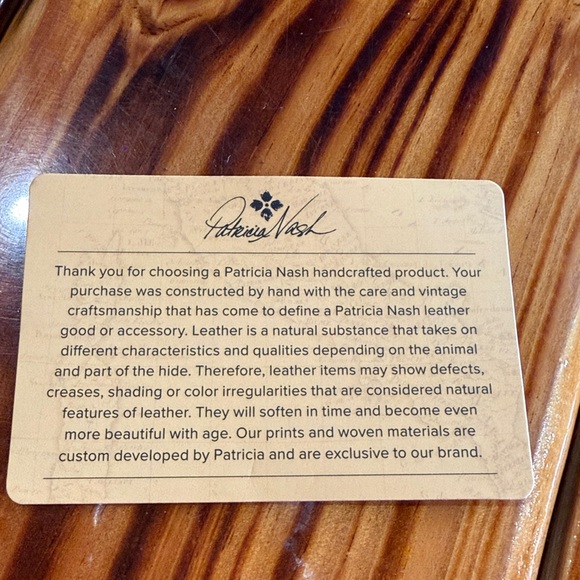 Patricia Nash
Thank you for choosing a Patricia Nash handcrafted product. Your
purchase was constructed by hand with the care and vintage
craftsmanship that has come to define a Patricia Nash leather
good or accessory. Leather is a natural substance that takes on
different characteristics and qualities depending on the animal
and part of the hide. Therefore, leather items may show defects,
creases, shading or color irregularities that are considered natural
features of leather. They will soften in time and become even
more beautiful with age. Our prints and woven materials are
custom developed by Patricia and are exclusive to our brand.